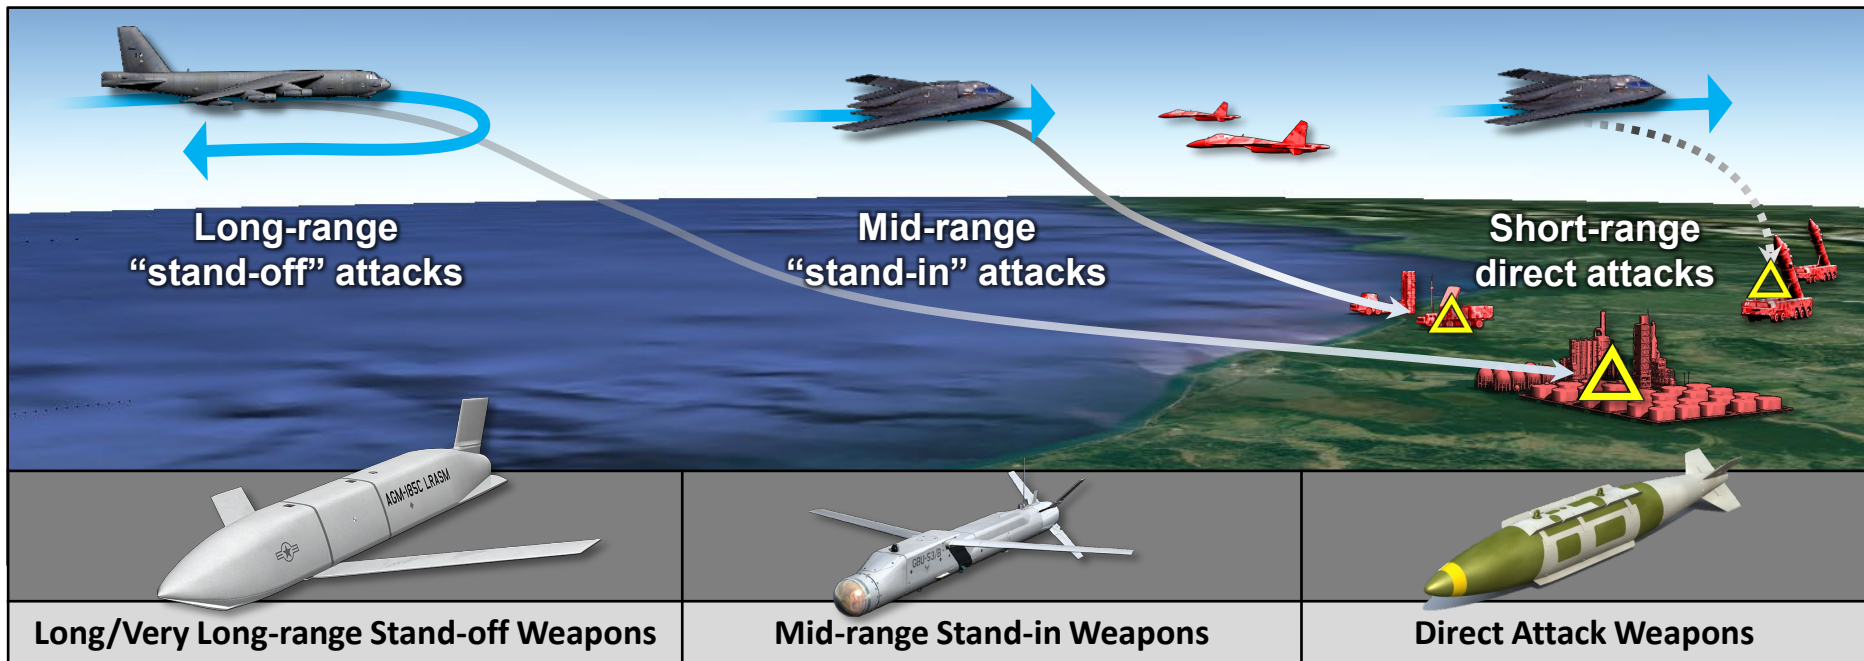 Long-range
“stand-off” attacks
Mid-range
“stand-in” attacks
Short-range
direct attacks
AGM-185C LRASM
GBU-53/B
Long/Very Long-range Stand-off Weapons
Mid-range Stand-in Weapons
Direct Attack Weapons